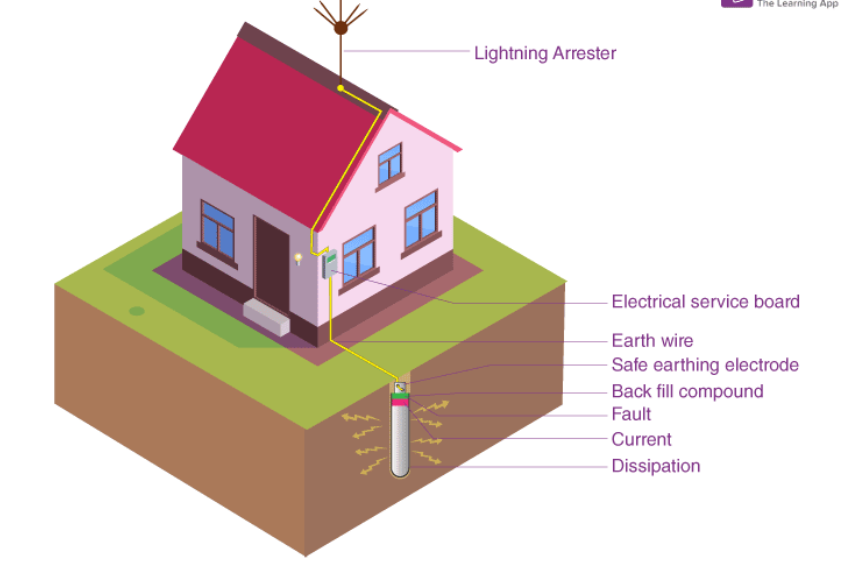 The Learning App
Lightning Arrester
Electrical service board
Earth wire
Safe earthing electrode
Back fill compound
Fault
Current
Dissipation